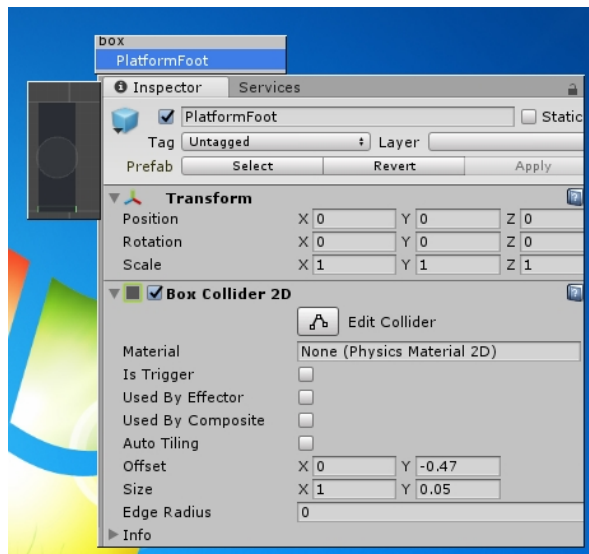 box
PlatformFoot
Inspector Services
PlatformFoot Static
Tag Untagged Layer
Prefab Select Revert Apply
Transform
Position X 0 Y 0 Z 0
Rotation X 0 Y 0 Z 0
Scale X 1 Y 1 Z 1
Box Collider 2D
Edit Collider
Material None (Physics Material 2D)
Is Trigger
Used By Effector
Used By Composite
Auto Tiling
Offset X 0 Y -0.47
Size X 1 Y 0.05
Edge Radius 0
Info